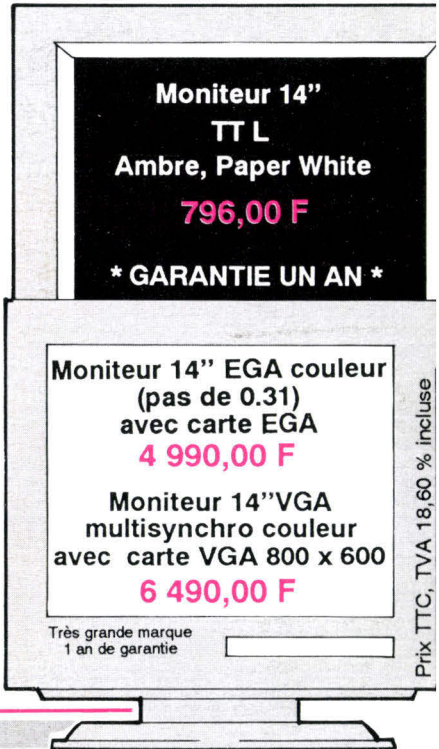 Moniteur 14"
TTL
Ambre, Paper White
796,00 F
* GARANTIE UN AN *
Moniteur 14" EGA couleur
(pas de 0.31)
avec carte EGA
4 990,00 F
Moniteur 14"VGA
multisynchro couleur
avec carte VGA 800 x 600
6 490,00 F
Très grande marque
1 an de garantie
Prix TTC, TVA 18,60 % incluse